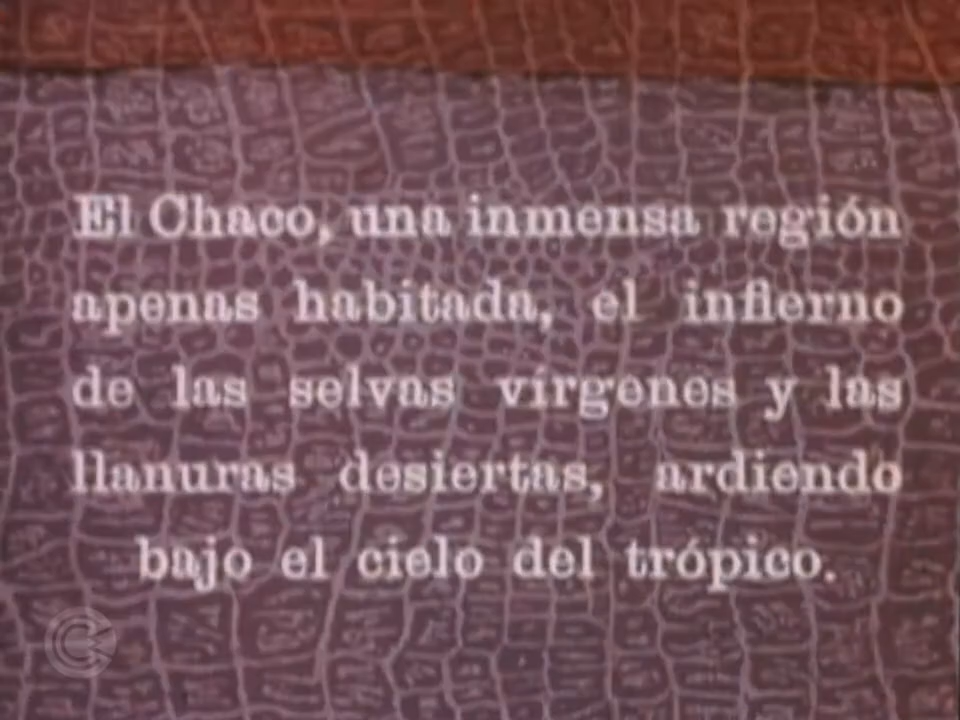 El Chaco, una inmensa región
apenas habitada, el infierno
de las selvas vírgenes y las
llanuras desiertas, ardiendo
bajo el cielo del trópico.